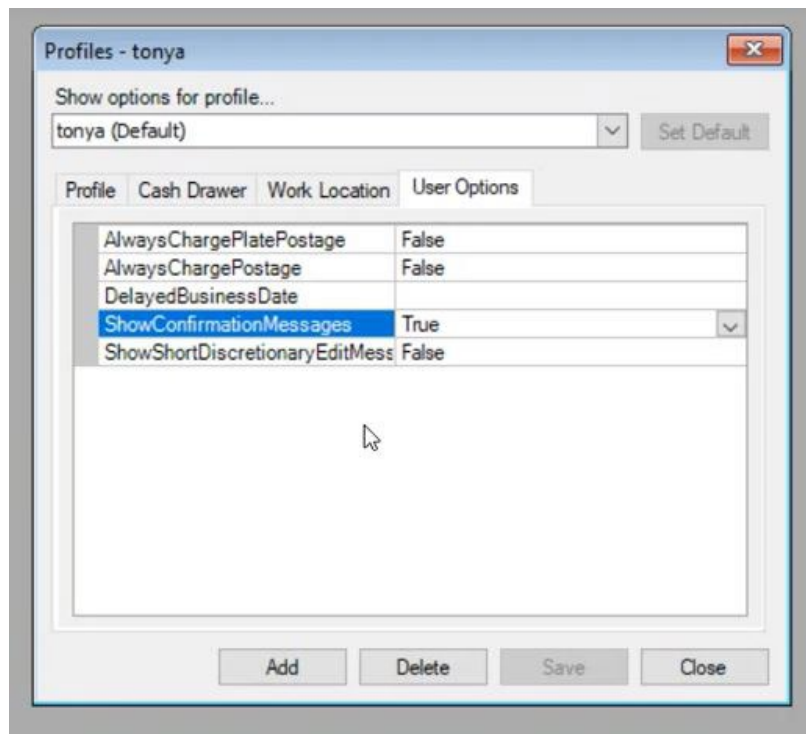 Profiles - tonya
Show options for profile...
tonya (Default) Set Default
Profile Cash Drawer Work Location User Options
AlwaysChargePlatePostage False
AlwaysChargePostage False
DelayedBusinessDate
ShowConfirmationMessages True
ShowShortDiscretionaryEditMess False
Add Delete Save Close